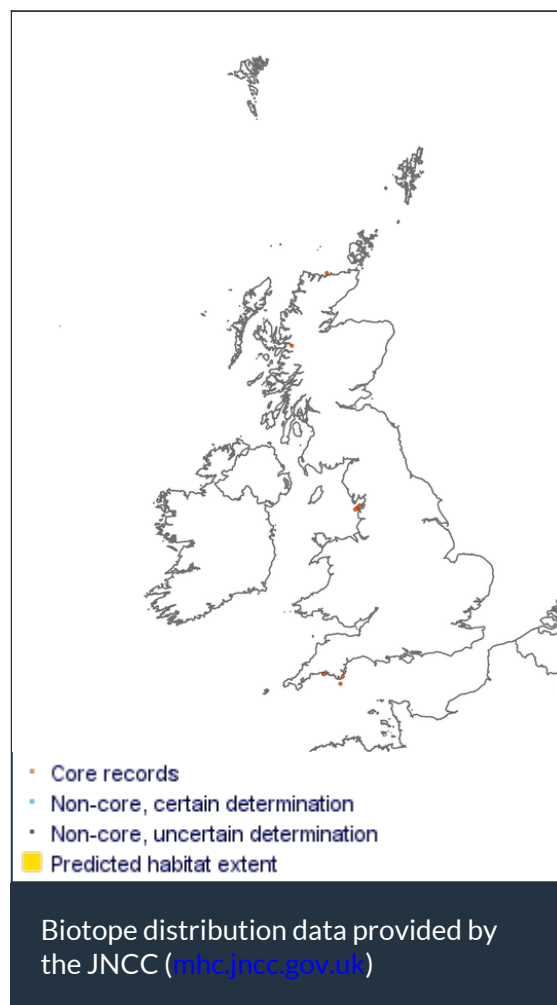 Core records
Non-core, certain determination
Non-core, uncertain determination
Predicted habitat extent
Biotope distribution data provided by
the JNCC (mhc.jncc.gov.uk)